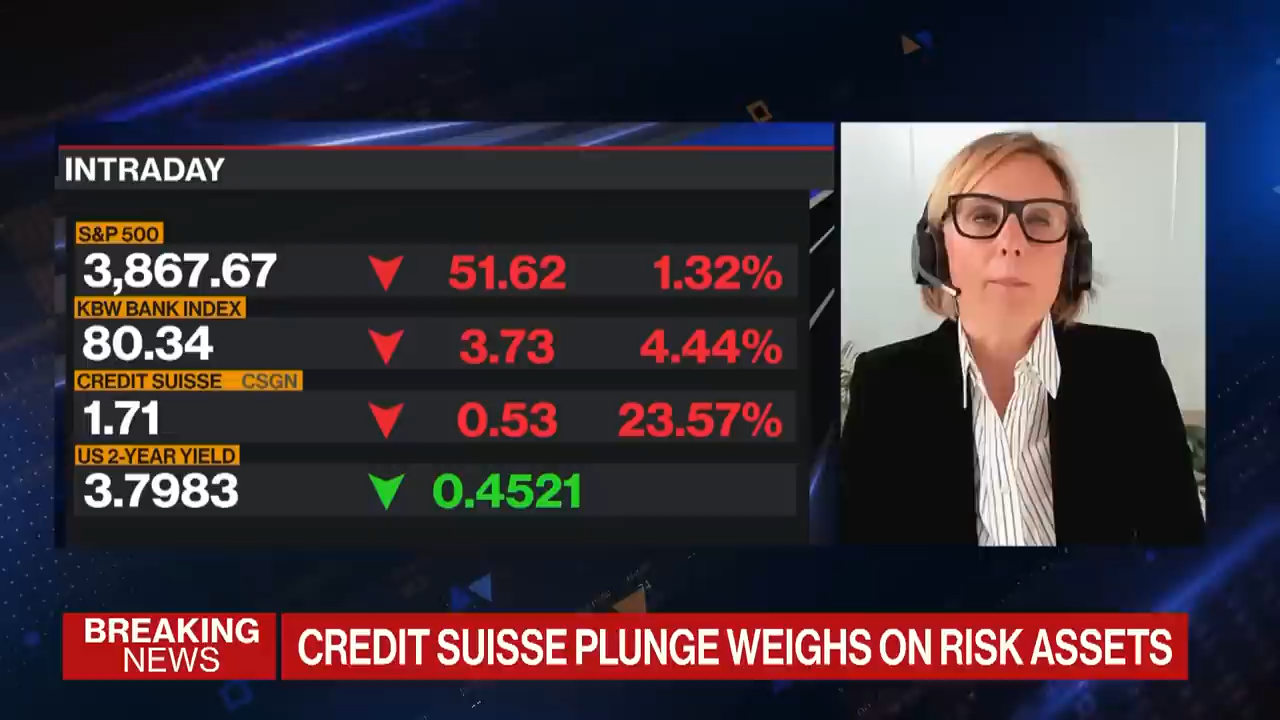 INTRADAY
S&P 500
3,867.67 51.62 1.32%
KBW BANK INDEX
80.34 3.73 4.44%
CREDIT SUISSE CSGN
1.71 0.53 23.57%
US 2-YEAR YIELD
3.7983 0.4521
BREAKING
NEWS
CREDIT SUISSE PLUNGE WEIGHS ON RISK ASSETS